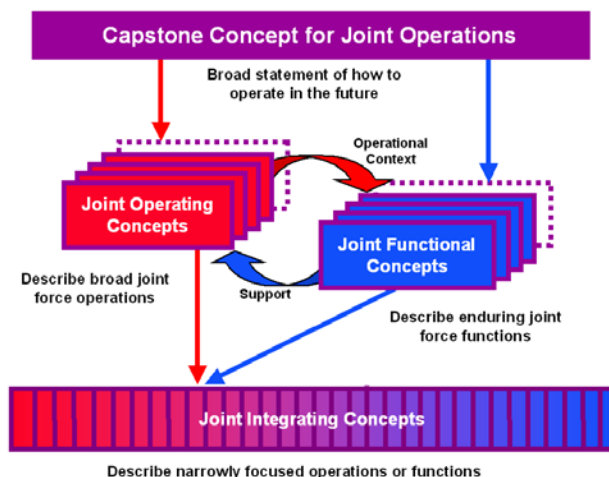 Capstone Concept for Joint Operations
Broad statement of how to
operate in the future
Operational
Context
Joint Operating
Concepts
Joint Functional
Concepts
Describe broad joint
force operations
Support
Describe enduring joint
force functions
Joint Integrating Concepts
Describe narrowly focused operations or functions